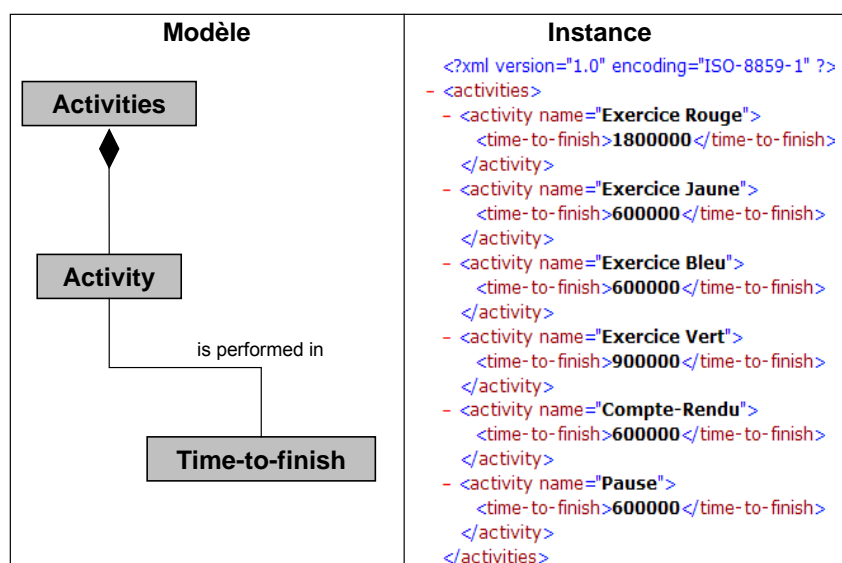 Modèle
Activities
Activity
is performed in
Time-to-finish
Instance
<?xml version="1.0" encoding="ISO-8859-1" ?>
- <activities>
- <activity name="Exercice Rouge">
<time-to-finish>1800000</time-to-finish>
</activity>
- <activity name="Exercice Jaune">
<time-to-finish>600000</time-to-finish>
</activity>
- <activity name="Exercice Bleu">
<time-to-finish>600000</time-to-finish>
</activity>
- <activity name="Exercice Vert">
<time-to-finish>900000</time-to-finish>
</activity>
- <activity name="Compte-Rendu">
<time-to-finish>600000</time-to-finish>
</activity>
- <activity name="Pause">
<time-to-finish>600000</time-to-finish>
</activity>
</activities>